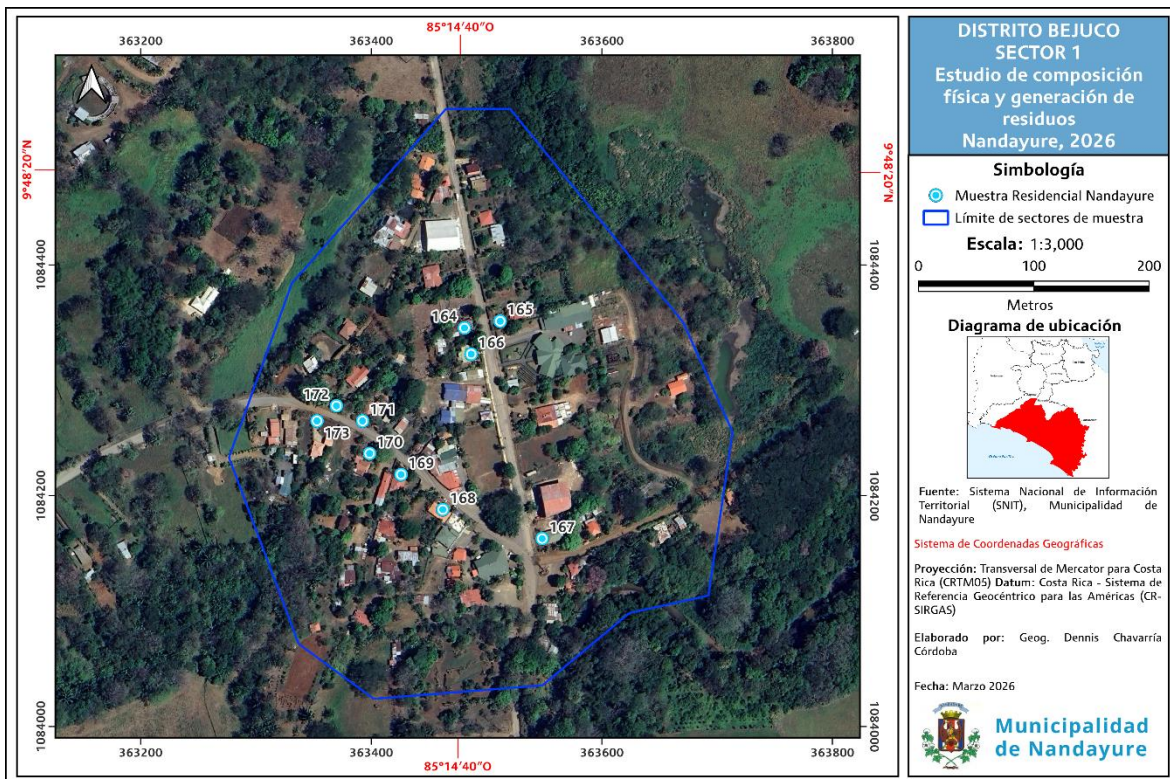 85°14'40"O
363200
363400
363600
363800
9°48'20"N
9°48'20"N
1084400
1084400
164
165
166
172
171
173
170
169
168
167
1084200
1084200
1084000
1084000
363200
363400
363600
363800
85°14'40"O
DISTRITO BEJUCO
SECTOR 1
Estudio de composición
física y generación de
residuos
Nandayure, 2026
Simbología
Muestra Residencial Nandayure
Límite de sectores de muestra
Escala: 1:3,000
0 100 200
Metros
Diagrama de ubicación
Fuente: Sistema Nacional de Información
Territorial (SNIT), Municipalidad de
Nandayure
Sistema de Coordenadas Geográficas
Proyección: Transversal de Mercator para Costa
Rica (CRTM05) Datum: Costa Rica - Sistema de
Referencia Geocéntrico para las Américas (CR-
SIRGAS)
Elaborado por: Geog. Dennis Chavarría
Córdoba
Fecha: Marzo 2026
Municipalidad
de Nandayure